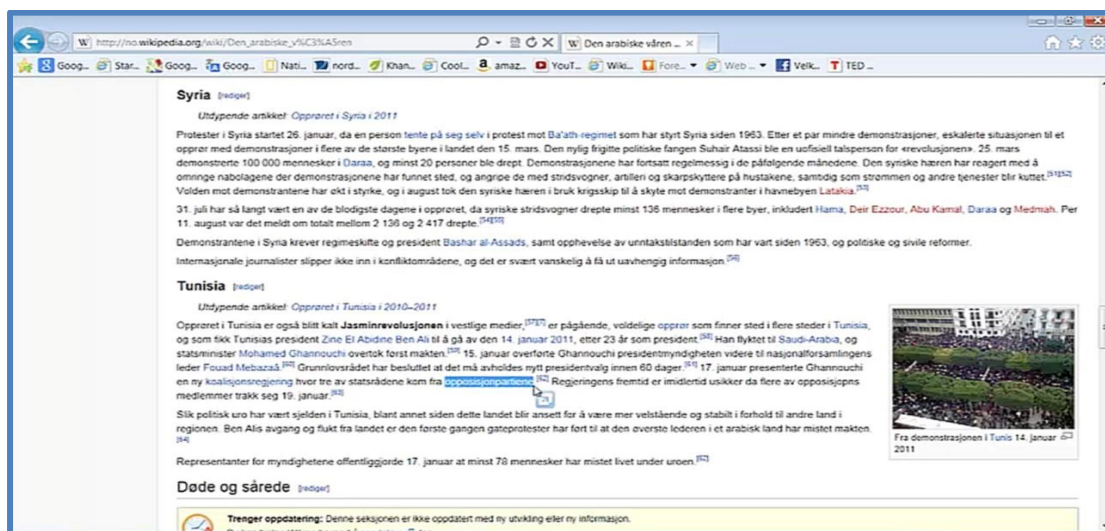 http://no.wikipedia.org/wiki/Den_arabiske_v%C3%A5ren
Den arabiske våren ...
Goog... Star... Goog... Goog... Nati... nord... Khan... Cool... amaz... YouT... Wiki... Fore... Web ... Velk... TED ...
Syria [rediger]
Utdypende artikkel: Opprøret i Syria i 2011
Protester i Syria startet 26. januar, da en person tente på seg selv i protest mot Ba'ath-regimet som har styrt Syria siden 1963. Etter et par mindre demonstrasjoner, eskalerte situasjonen til et
opprør med demonstrasjoner i flere av de største byene i landet den 15. mars. Den nylig frigitte politiske fangen Suhair Atassi ble en uofisiell talsperson for «revolusjonen». 25. mars
demonstrerte 100 000 mennesker i Daraa, og minst 20 personer ble drept. Demonstrasjonene har fortsatt regelmessig i de påfølgende månedene. Den syriske hæren har reagert med å
omringe nabolagene der demonstrasjonene har funnet sted, og angripe de med stridsvogner, artilleri og skarpskyttere på hustakene, samtidig som strømmen og andre tjenester blir kuttet.[51][52]
Volden mot demonstrantene har økt i styrke, og i august tok den syriske hæren i bruk krigsskip til å skyte mot demonstranter i havnebyen Latakia.[53]
31. juli har så langt vært en av de blodigste dagene i opprøret, da syriske stridsvogner drepte minst 136 mennesker i flere byer, inkludert Hama, Deir Ezzour, Abu Kamal, Daraa og Medmah. Per
11. august var det meldt om totalt mellom 2 136 og 2 417 drepte.[54][55]
Demonstrantene i Syria krever regimeskifte og president Bashar al-Assads, samt opphevelse av unntakstilstanden som har vart siden 1963, og politiske og sivile reformer.
Internasjonale journalister slipper ikke inn i konfliktområdene, og det er svært vanskelig å få ut uavhengig informasjon.[56]
Tunisia [rediger]
Utdypende artikkel: Opprøret i Tunisia i 2010–2011
Opprøret i Tunisia er også blitt kalt Jasminrevolusjonen i vestlige medier,[57][7] er pågående, voldelige opprør som finner sted i flere steder i Tunisia,
og som fikk Tunisias president Zine El Abidine Ben Ali til å gå av den 14. januar 2011, etter 23 år som president.[58] Han flyktet til Saudi-Arabia, og
statsminister Mohamed Ghannouchi overtok først makten.[59] 15. januar overførte Ghannouchi presidentmyndigheten videre til nasjonalforsamlingens
leder Fouad Mebazaâ.[60] Grunnlovsrådet har besluttet at det må avholdes nytt presidentvalg innen 60 dager.[61] 17. januar presenterte Ghannouchi
en ny koalisjonsregjering hvor tre av statsrådene kom fra opposisjonpartiene.[62] Regjeringens fremtid er imidlertid usikker da flere av opposisjopns
medlemmer trakk seg 19. januar.[63]
Slik politisk uro har vært sjelden i Tunisia, blant annet siden dette landet blir ansett for å være mer velstående og stabilt i forhold til andre land i
regionen. Ben Alis avgang og flukt fra landet er den første gangen gateprotester har ført til at den øverste lederen i et arabisk land har mistet makten.
[64]
Representanter for myndighetene offentliggjorde 17. januar at minst 78 mennesker har mistet livet under uroen.[62]
Fra demonstrasjonen i Tunis 14. januar
2011
Døde og sårede [rediger]
Trenger oppdatering: Denne seksjonen er ikke oppdatert med ny utvikling eller ny informasjon.